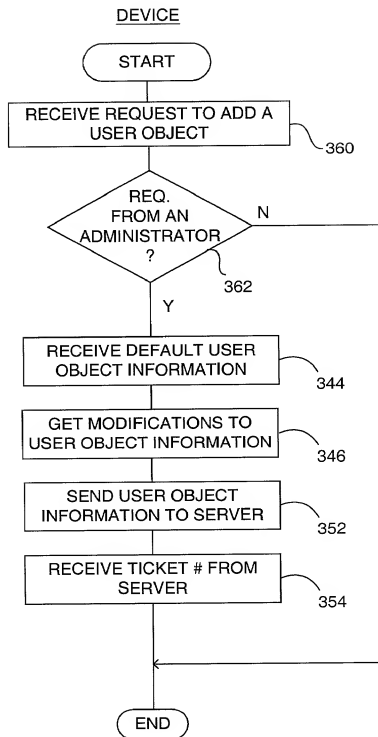 DEVICE
START
RECEIVE REQUEST TO ADD A
USER OBJECT
360
REQ.
FROM AN
ADMINISTRATOR
?
N
362
Y
RECEIVE DEFAULT USER
OBJECT INFORMATION
344
GET MODIFICATIONS TO
USER OBJECT INFORMATION
346
SEND USER OBJECT
INFORMATION TO SERVER
352
RECEIVE TICKET # FROM
SERVER
354
END